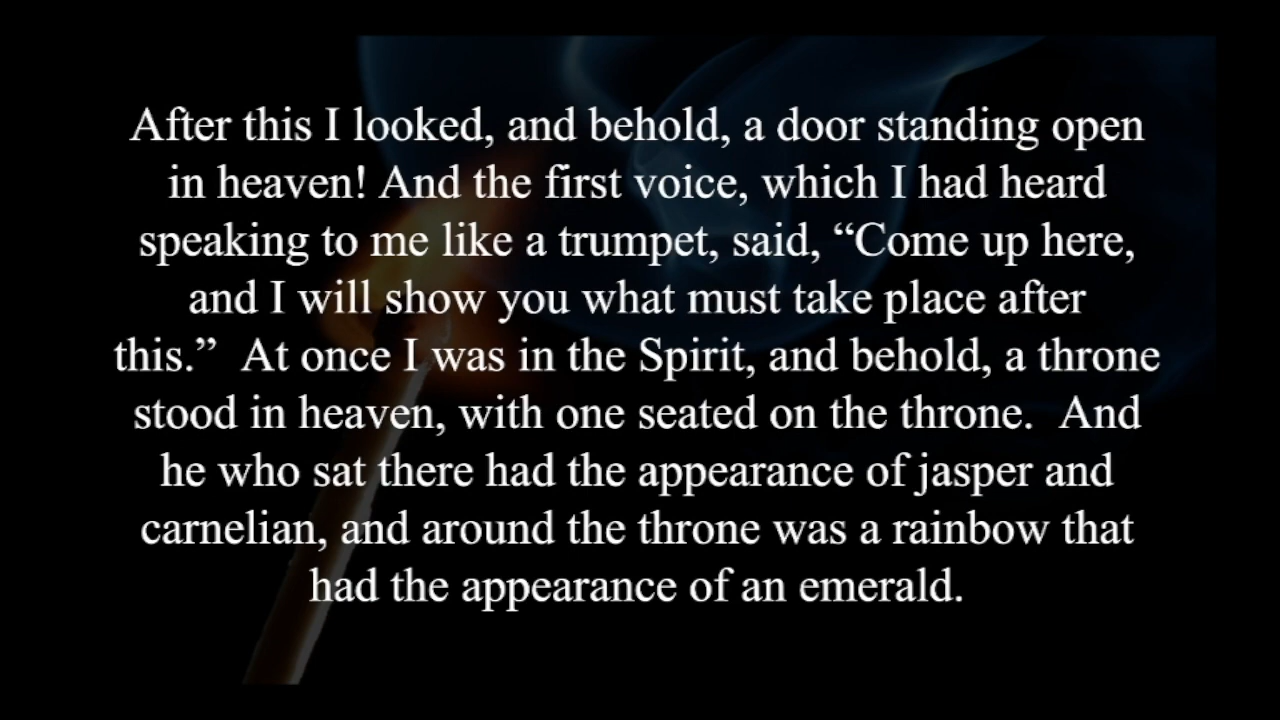 After this I looked, and behold, a door standing open
in heaven! And the first voice, which I had heard
speaking to me like a trumpet, said, “Come up here,
and I will show you what must take place after
this.”  At once I was in the Spirit, and behold, a throne
stood in heaven, with one seated on the throne.  And
he who sat there had the appearance of jasper and
carnelian, and around the throne was a rainbow that
had the appearance of an emerald.